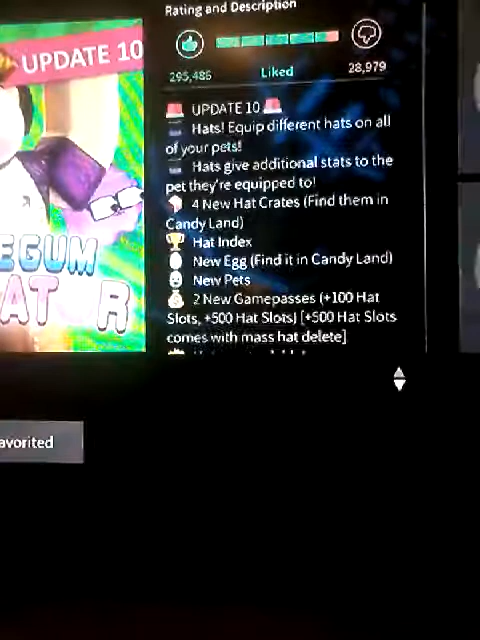 Rating and Description
UPDATE 10
295,486
Liked
28,979
UPDATE 10
Hats! Equip different hats on all
of your pets!
Hats give additional stats to the
pet they're equipped to!
4 New Hat Crates (Find them in
Candy Land)
Hat Index
New Egg (Find it in Candy Land)
New Pets
2 New Gamepasses (+100 Hat
Slots, +500 Hat Slots) [+500 Hat Slots
comes with mass hat delete]
EGUM
AT R
avorited